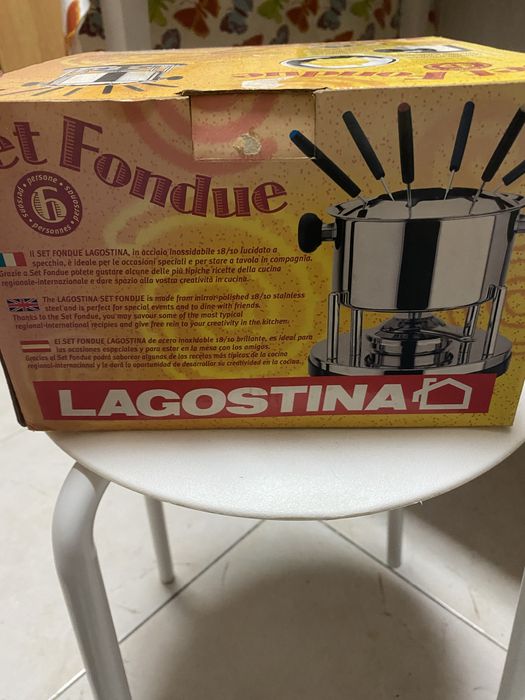 et Fondue
persone
6
persons
personnes
personas
Fondue
Il SET FONDUE LAGOSTINA, in acciaio inossidabile 18/10 lucidato a
specchio, è ideale per le occasioni speciali e per stare a tavola in compagnia.
Grazie a Set Fondue potete gustare alcune delle più tipiche ricette della cucina
regionale-internazionale e dare spazio alla vostra creatività in cucina.
The LAGOSTINA SET FONDUE is made from mirror-polished 18/10 stainless
steel and is perfect for special events and to dine with friends.
Thanks to the Set Fondue, you may savour some of the most typical
regional-international recipes and give free rein to your creativity in the kitchen.
El SET FONDUE LAGOSTINA de acero inoxidable 18/10 brillante, es ideal para
las ocasiones especiales y para estar en la mesa con los amigos.
Gracias al Set Fondue podrá saborear algunas de las recetas más típicas de la cocina
regional-internacional y le dará oportunidad de desarrollar su creatividad en la cocina.
LAGOSTINA